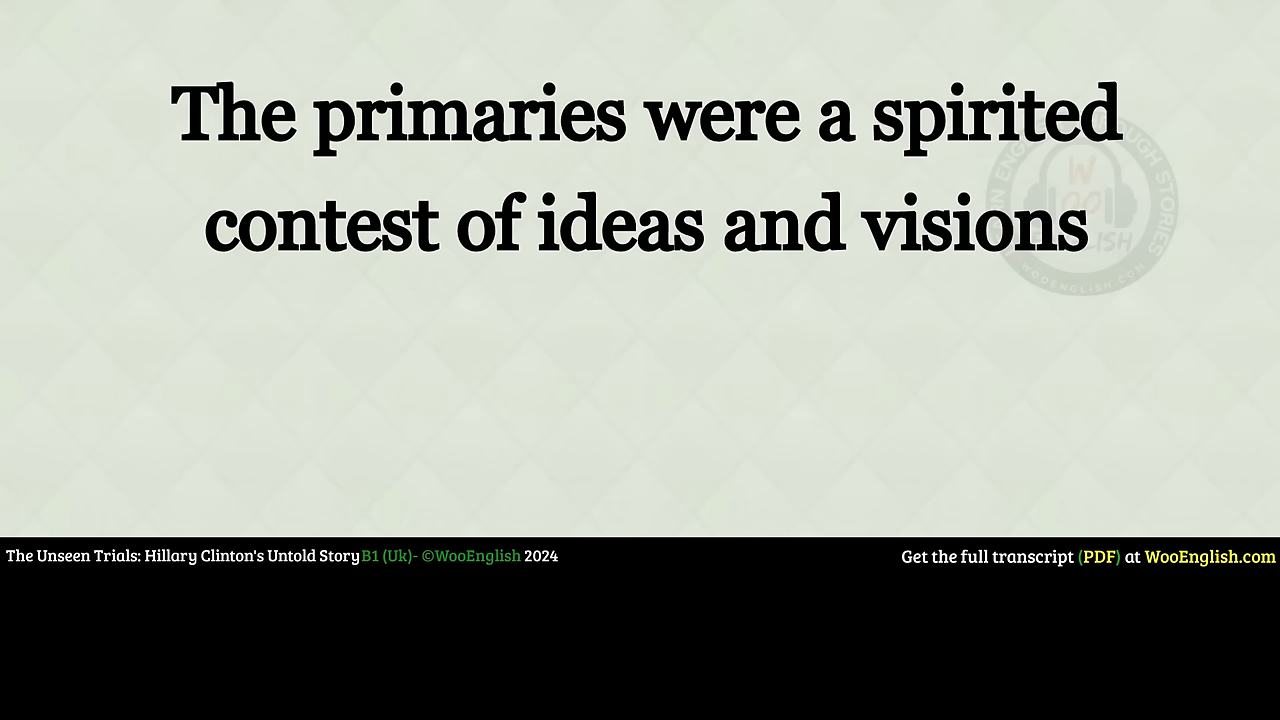 The primaries were a spirited
contest of ideas and visions
The Unseen Trials: Hillary Clinton's Untold Story B1 (Uk)- ©WooEnglish 2024
Get the full transcript (PDF) at WooEnglish.com